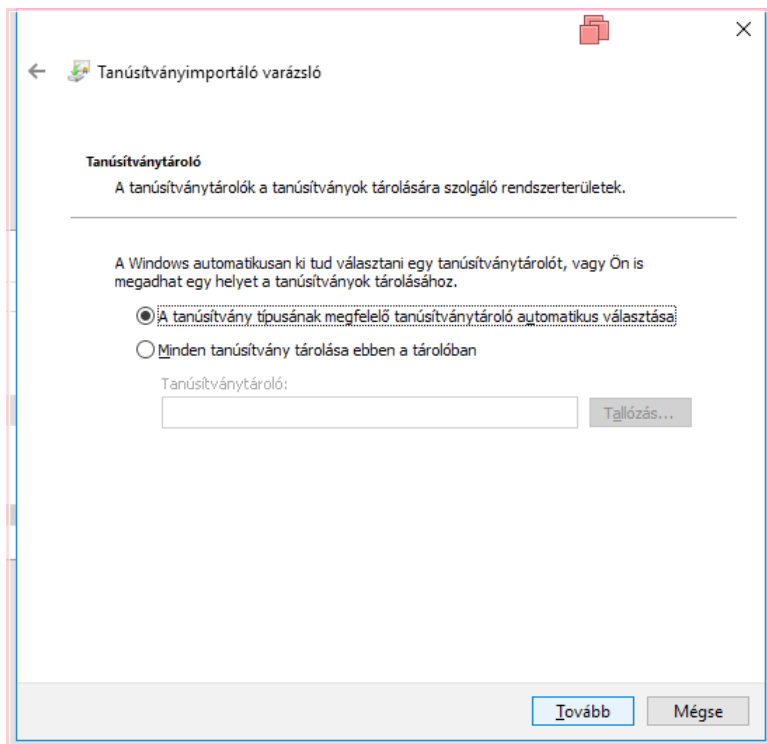 Tanúsítványimportáló varázsló
Tanúsítványtároló
A tanúsítványtárolók a tanúsítványok tárolására szolgáló rendszerterületek.
A Windows automatikusan ki tud választani egy tanúsítványtárolót, vagy Ön is
megadhat egy helyet a tanúsítványok tárolásához.
A tanúsítvány típusának megfelelő tanúsítványtároló automatikus választása
Minden tanúsítvány tárolása ebben a tárolóban
Tanúsítványtároló:
Tallózás...
Tovább
Mégse